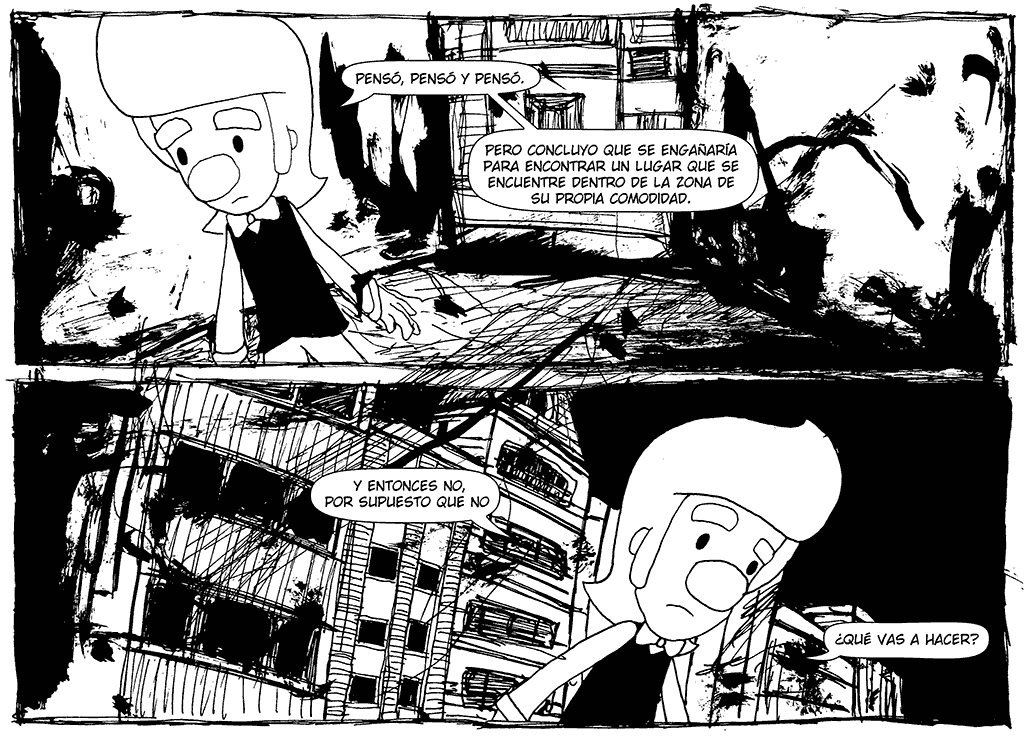 PENSÓ, PENSÓ Y PENSÓ.
PERO CONCLUYO QUE SE ENGAÑARÍA
PARA ENCONTRAR UN LUGAR QUE SE
ENCUENTRE DENTRO DE LA ZONA DE
SU PROPIA COMODIDAD.
Y ENTONCES NO,
POR SUPUESTO QUE NO
¿QUÉ VAS A HACER?